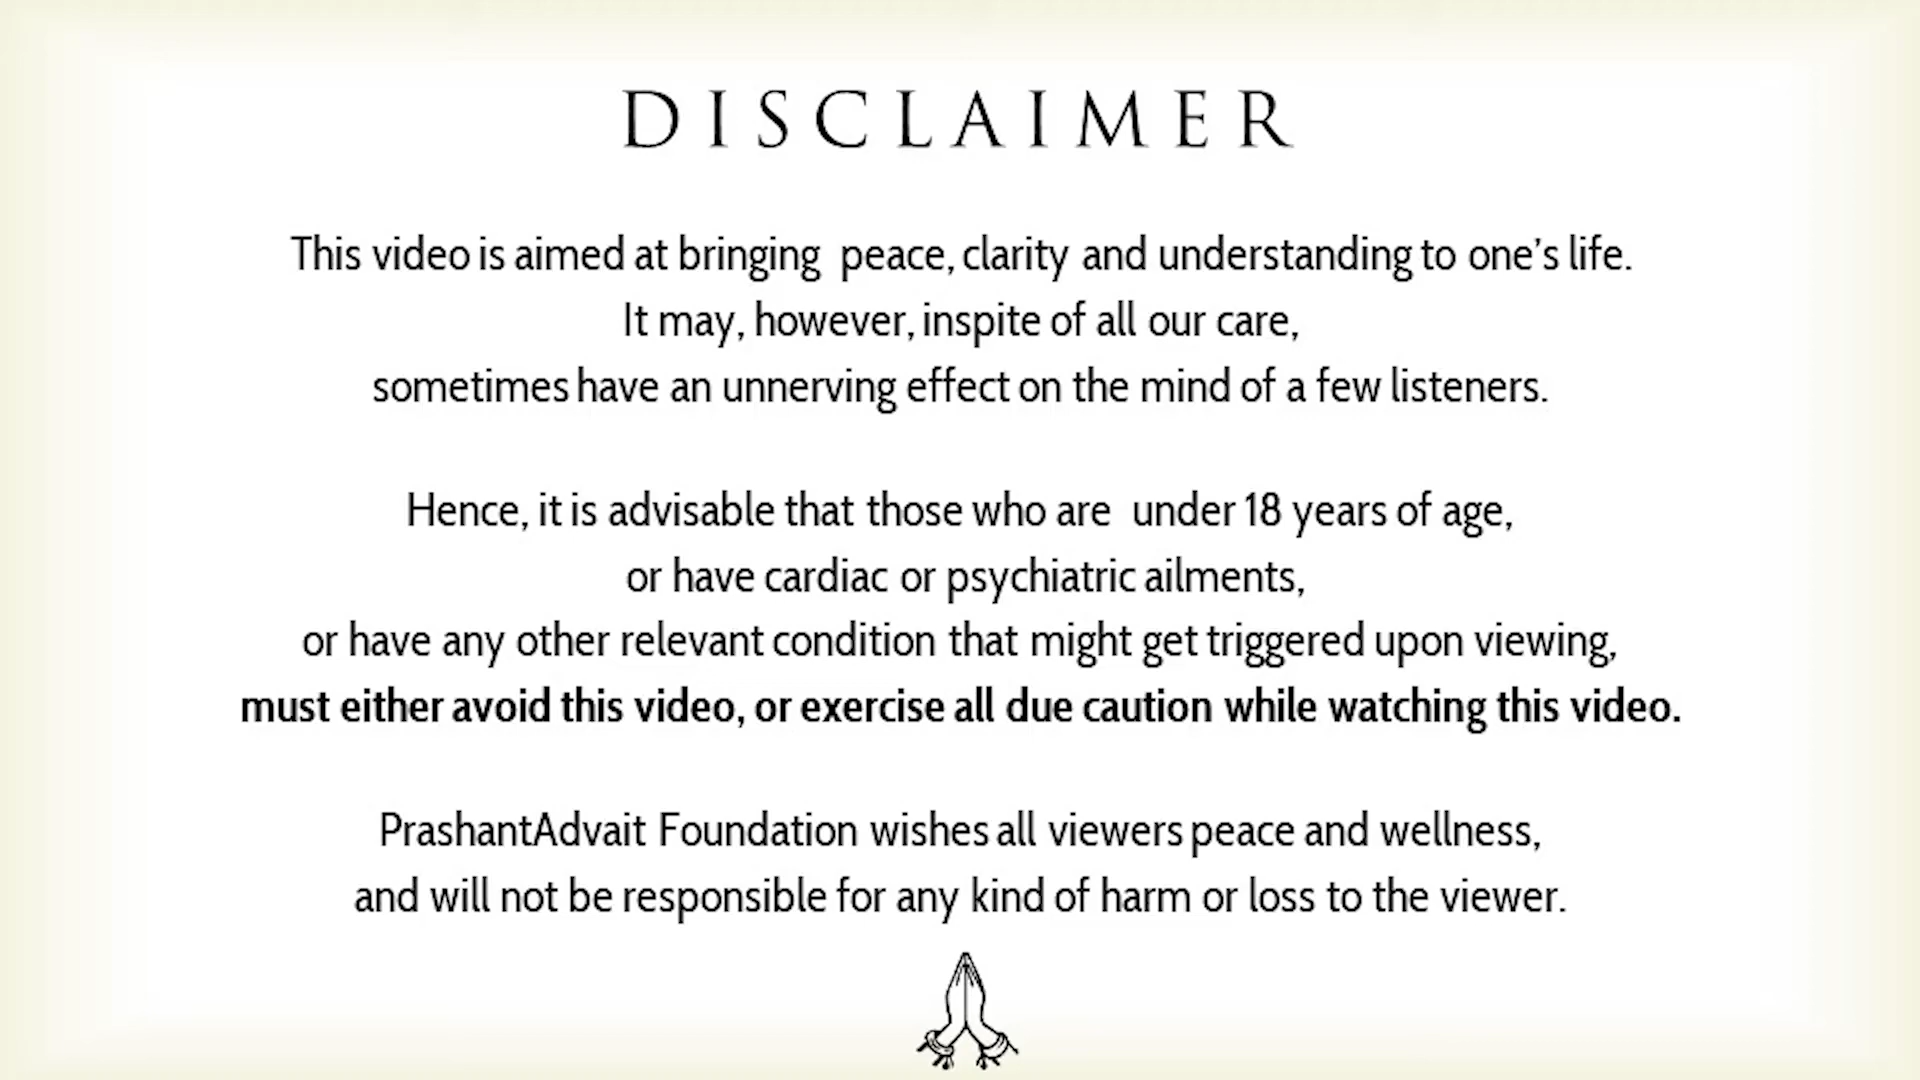 DISCLAIMER
This video is aimed at bringing peace, clarity and understanding to one's life.
It may, however, inspite of all our care,
sometimes have an unnerving effect on the mind of a few listeners.
Hence, it is advisable that those who are under 18 years of age,
or have cardiac or psychiatric ailments,
or have any other relevant condition that might get triggered upon viewing,
must either avoid this video, or exercise all due caution while watching this video.
PrashantAdvait Foundation wishes all viewers peace and wellness,
and will not be responsible for any kind of harm or loss to the viewer.